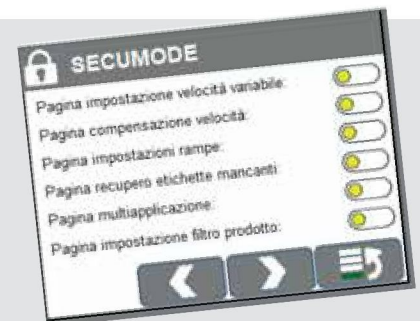 SECUMODE
Pagina impostazione velocità variabile:
Pagina compensazione velocità:
Pagina impostazioni rampe:
Pagina recupero etichette mancanti:
Pagina multiapplicazione:
Pagina impostazione filtro prodotto: